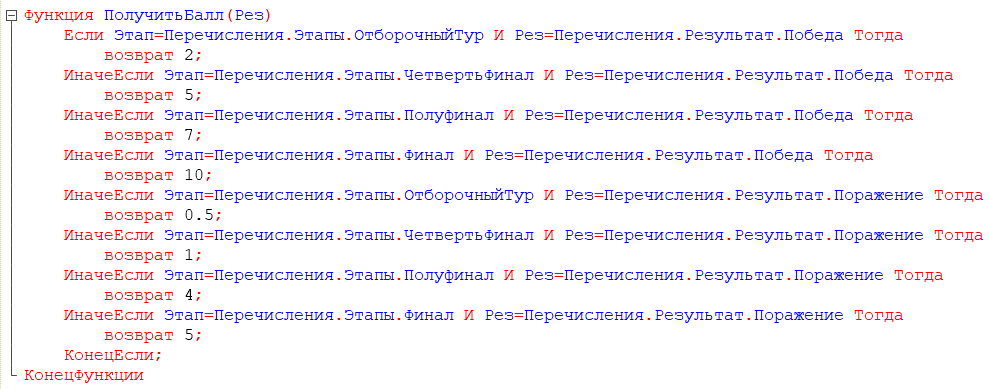 Функция ПолучитьБалл(Рез)
Если Этап=Перечисления.Этапы.ОтборочныйТур И Рез=Перечисления.Результат.Победа Тогда
возврат 2;
ИначеЕсли Этап=Перечисления.Этапы.ЧетвертьФинал И Рез=Перечисления.Результат.Победа Тогда
возврат 5;
ИначеЕсли Этап=Перечисления.Этапы.Полуфинал И Рез=Перечисления.Результат.Победа Тогда
возврат 7;
ИначеЕсли Этап=Перечисления.Этапы.Финал И Рез=Перечисления.Результат.Победа Тогда
возврат 10;
ИначеЕсли Этап=Перечисления.Этапы.ОтборочныйТур И Рез=Перечисления.Результат.Поражение Тогда
возврат 0.5;
ИначеЕсли Этап=Перечисления.Этапы.ЧетвертьФинал И Рез=Перечисления.Результат.Поражение Тогда
возврат 1;
ИначеЕсли Этап=Перечисления.Этапы.Полуфинал И Рез=Перечисления.Результат.Поражение Тогда
возврат 4;
ИначеЕсли Этап=Перечисления.Этапы.Финал И Рез=Перечисления.Результат.Поражение Тогда
возврат 5;
КонецЕсли;
КонецФункции